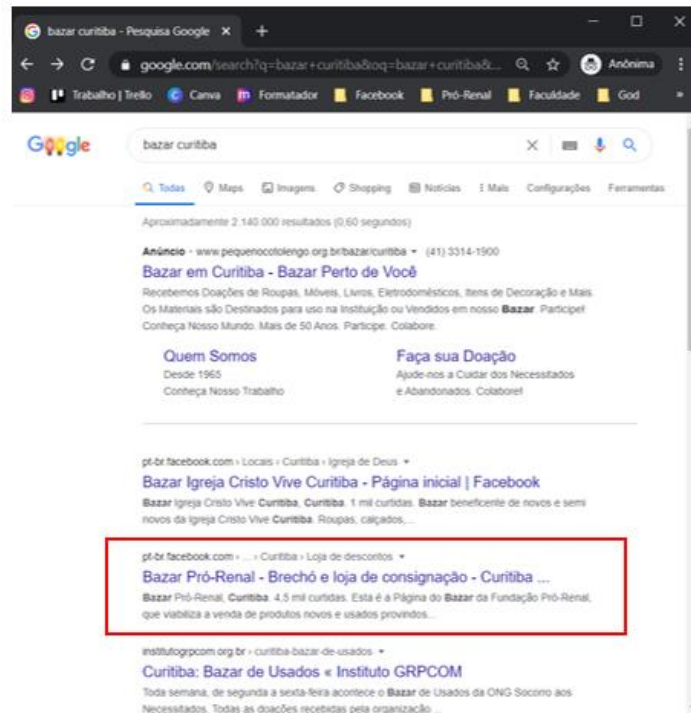 bazar curitiba - Pesquisa Google
google.com/search?q=bazar+curitiba&oq=bazar+curitiba&... Anônima
Trabalho | Trello Canva Formatador Facebook Pró-Renal Faculdade God »
Google bazar curitiba
Todas Maps Imagens Shopping Notícias Mais Configurações Ferramentas
Aproximadamente 2.140.000 resultados (0,60 segundos)
Anúncio · www.pequenocotolengo.org.br/bazar/curitiba (41) 3314-1900
Bazar em Curitiba - Bazar Perto de Você
Recebemos Doações de Roupas, Móveis, Livros, Eletrodomésticos, Itens de Decoração e Mais.
Os Materiais são Destinados para uso na Instituição ou Vendidos em nosso Bazar. Participe!
Conheça Nosso Mundo. Mais de 50 Anos. Participe. Colabore.
Quem Somos Faça sua Doação
Desde 1965 Ajude-nos a Cuidar dos Necessitados
Conheça Nosso Trabalho e Abandonados. Colabore!
pt-br.facebook.com › Locais › Curitiba › Igreja de Deus
Bazar Igreja Cristo Vive Curitiba - Página inicial | Facebook
Bazar Igreja Cristo Vive Curitiba, Curitiba. 1 mil curtidas. Bazar beneficente de novos e semi
novos da Igreja Cristo Vive Curitiba. Roupas, calçados,...
pt-br.facebook.com › ... › Curitiba › Loja de descontos
Bazar Pró-Renal - Brechó e loja de consignação - Curitiba ...
Bazar Pró-Renal, Curitiba. 4,5 mil curtidas. Esta é a Página do Bazar da Fundação Pró-Renal,
que viabiliza a venda de produtos novos e usados provindos...
institutogrpcom.org.br › curitiba-bazar-de-usados
Curitiba: Bazar de Usados « Instituto GRPCOM
Toda semana, de segunda a sexta-feira acontece o Bazar de Usados da ONG Socorro aos
Necessitados. Todas as doações recebidas pela organização ...